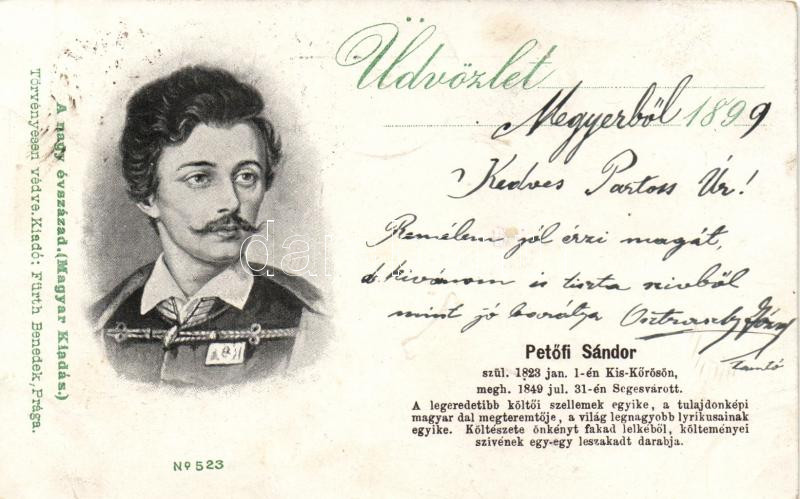 Üdvözlet
Megyerből 1899
Kedves Partoss Úr!
Remélem jól érzi magát,
s kivánom is tiszta szivből
mint jó barátja
tanító
Petőfi Sándor
szül. 1823 jan. 1-én Kis-Kőrösön,
megh. 1849 jul. 31-én Segesvárott.
A legeredetibb költői szellemek egyike, a tulajdonképi
magyar dal megteremtője, a világ legnagyobb lyrikusainak
egyike. Költészete önkényt fakad lelkéből, költeményei
szivének egy-egy leszakadt darabja.
A nagy évszázad.(Magyar Kiadás.)
Törvényesen védve.Kiadó: Fürth Benedek,Prága.
No 523